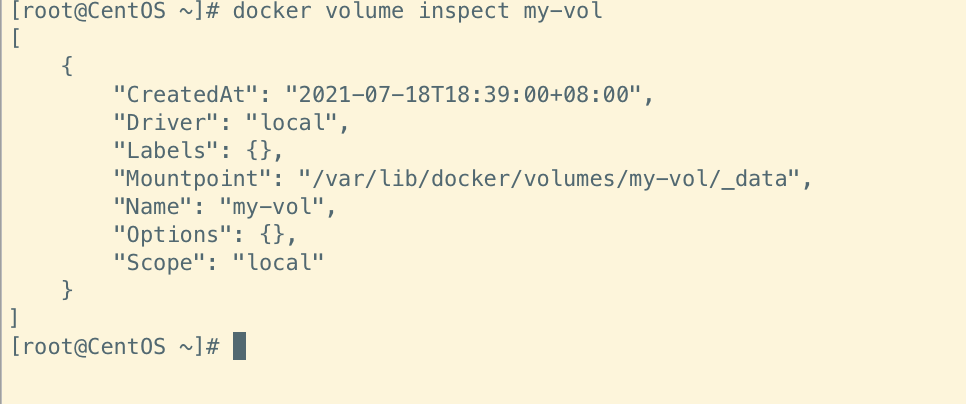 [root@CentOS ~]# docker volume inspect my-vol
[
    {
        "CreatedAt": "2021-07-18T18:39:00+08:00",
        "Driver": "local",
        "Labels": {},
        "Mountpoint": "/var/lib/docker/volumes/my-vol/_data",
        "Name": "my-vol",
        "Options": {},
        "Scope": "local"
    }
]
[root@CentOS ~]#